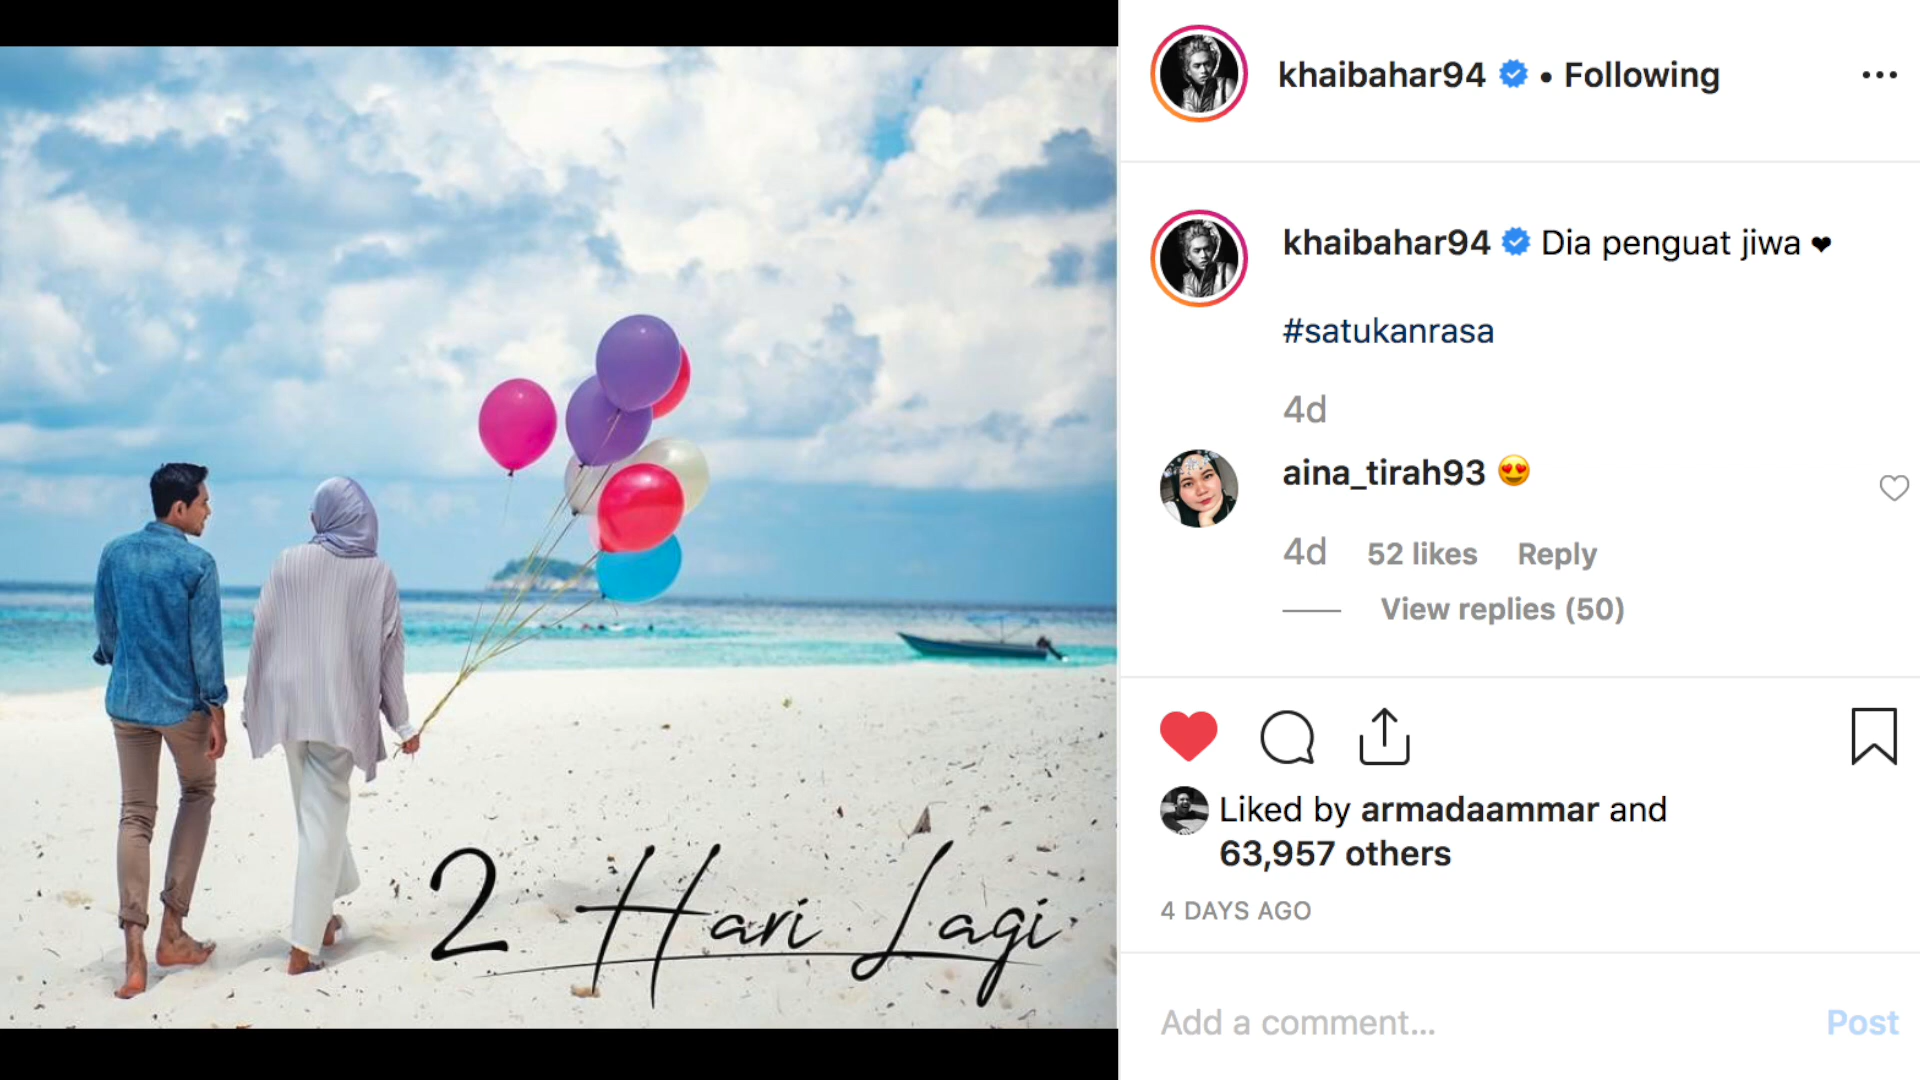 2 Hari Lagi
khaibahar94 • Following
khaibahar94 Dia penguat jiwa ❤
#satukanrasa
4d
aina_tirah93 😍
4d 52 likes Reply
View replies (50)
Liked by armadaammar and
63,957 others
4 DAYS AGO
Add a comment... Post